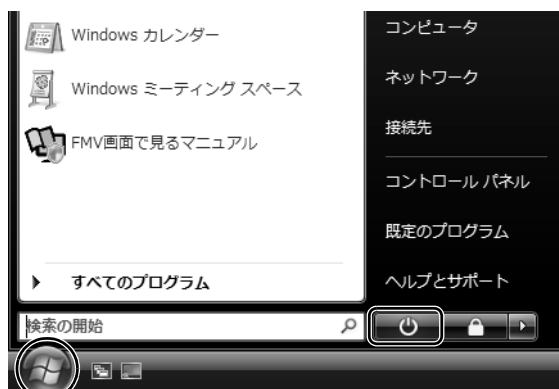 Windows カレンダー
Windows ミーティング スペース
FMV画面で見るマニュアル
すべてのプログラム
検索の開始
コンピュータ
ネットワーク
接続先
コントロール パネル
既定のプログラム
ヘルプとサポート